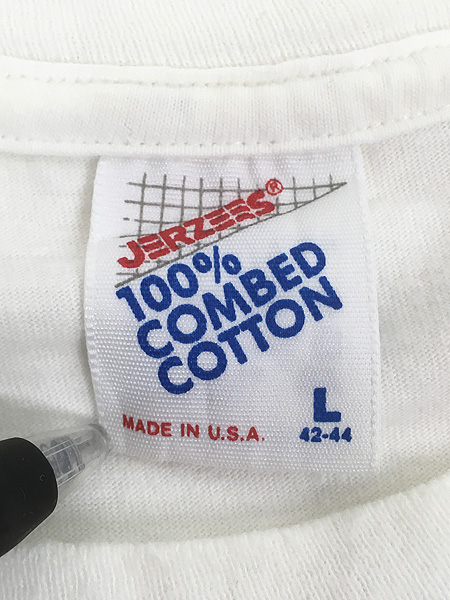 JERZEES®
100%
COMBED
COTTON
L
MADE IN U.S.A.
42-44